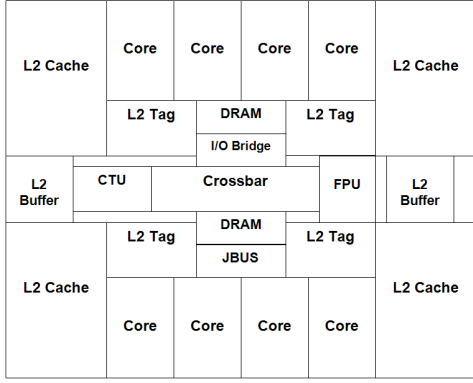 L2 Cache
Core
Core
Core
Core
L2 Cache
L2 Tag
DRAM
L2 Tag
I/O Bridge
L2
Buffer
CTU
Crossbar
FPU
L2
Buffer
L2 Tag
DRAM
L2 Tag
JBUS
L2 Cache
L2 Cache
Core
Core
Core
Core